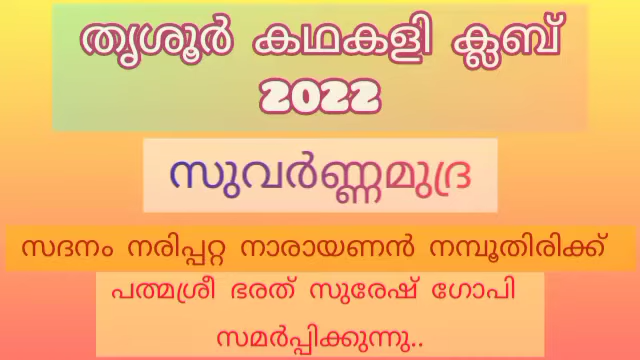 തൃശൂർ കഥകളി ക്ലബ്
2022
സുവർണ്ണമുദ്ര
സദനം നരിപ്പറ്റ നാരായണൻ നമ്പൂതിരിക്ക്
പത്മശ്രീ ഭരത് സുരേഷ് ഗോപി
സമർപ്പിക്കുന്നു..